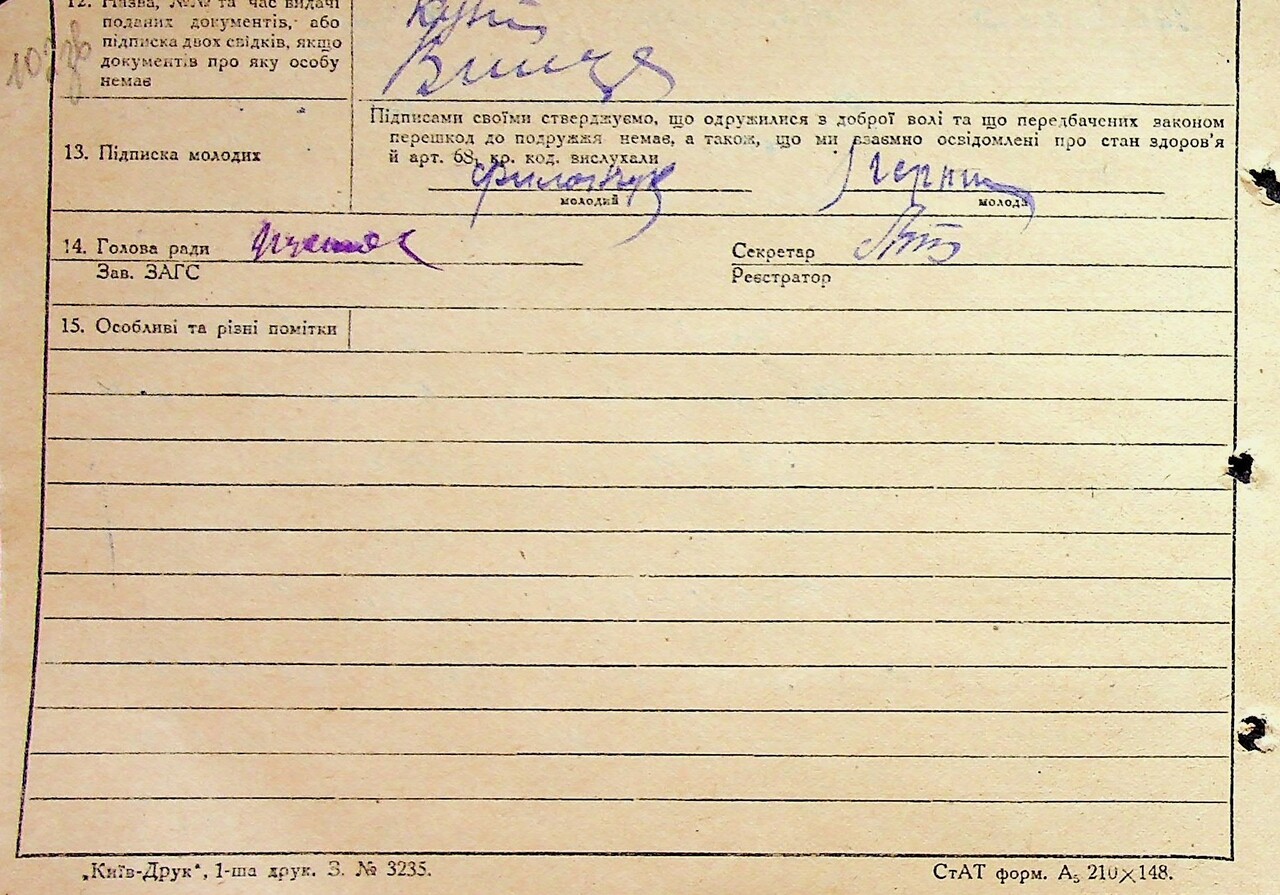 12. Назва, №№ та час видачі
поданих документів, або
підписка двох свідків, якщо
документів про яку особу
немає
Підписами своїми стверджуємо, що одружилися з доброї волі та що передбачених законом
перешкод до подружжя немає, а також, що ми взаємно освідомлені про стан здоров'я
й арт. 68, кр. код. вислухали
13. Підписка молодих
молодий молода
14. Голова ради Секретар
Зав. ЗАГС Реєстратор
15. Особливі та різні помітки
„Київ-Друк“, 1-ша друк. З. № 3235. СтАТ форм. А₅ 210×148.